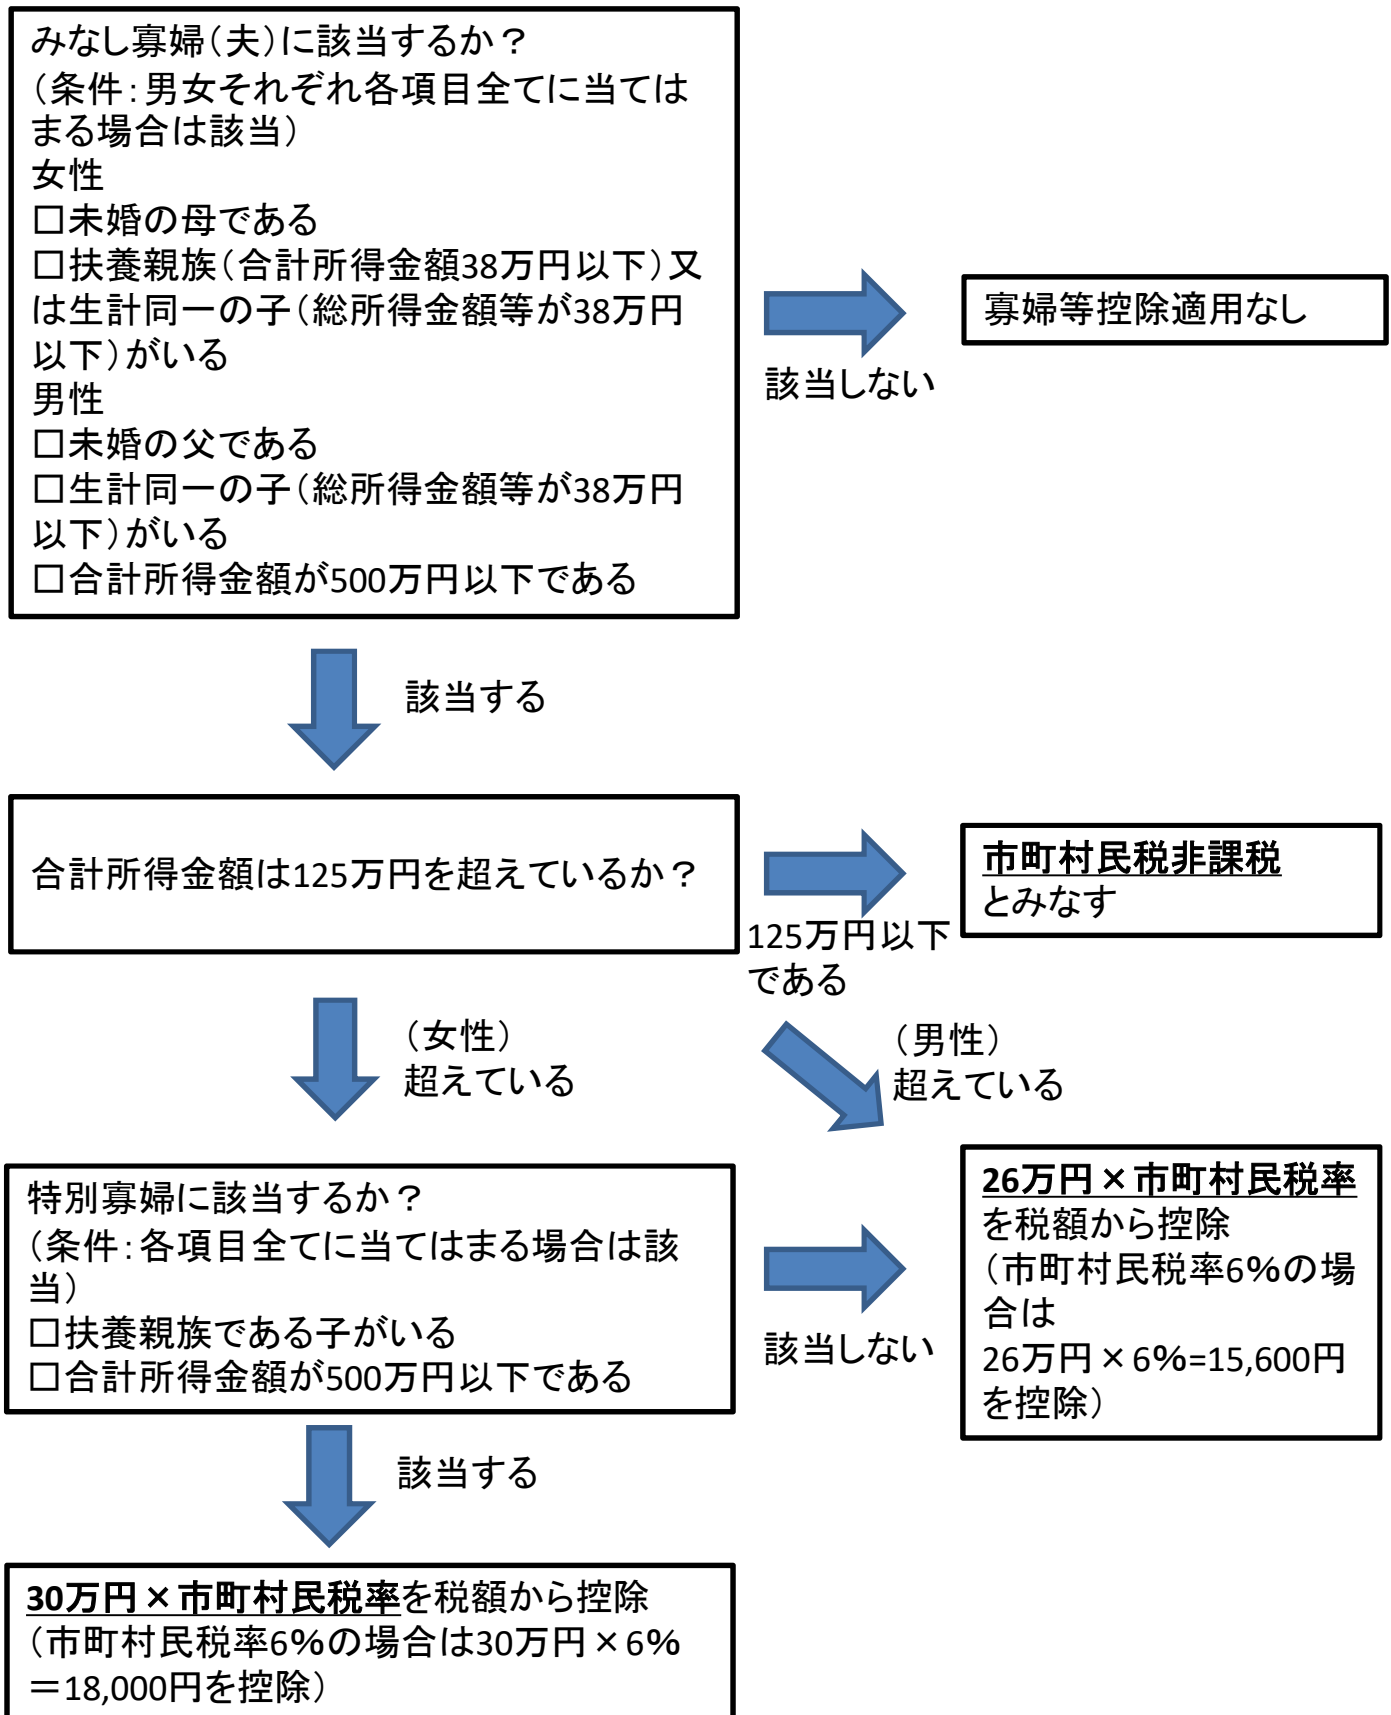 みなし寡婦（夫）に該当するか？
（条件：男女それぞれ各項目全てに当ては
まる場合は該当）
女性
□未婚の母である
□扶養親族（合計所得金額38万円以下）又
は生計同一の子（総所得金額等が38万円
以下）がいる
男性
□未婚の父である
□生計同一の子（総所得金額等が38万円
以下）がいる
□合計所得金額が500万円以下である
該当しない
寡婦等控除適用なし
該当する
合計所得金額は125万円を超えているか？
125万円以下
である
市町村民税非課税
とみなす
（女性）
超えている
（男性）
超えている
特別寡婦に該当するか？
（条件：各項目全てに当てはまる場合は該
当）
□扶養親族である子がいる
□合計所得金額が500万円以下である
該当しない
26万円×市町村民税率
を税額から控除
（市町村民税率6％の場
合は
26万円×6％=15,600円
を控除）
該当する
30万円×市町村民税率を税額から控除
（市町村民税率6％の場合は30万円×6％
＝18,000円を控除）